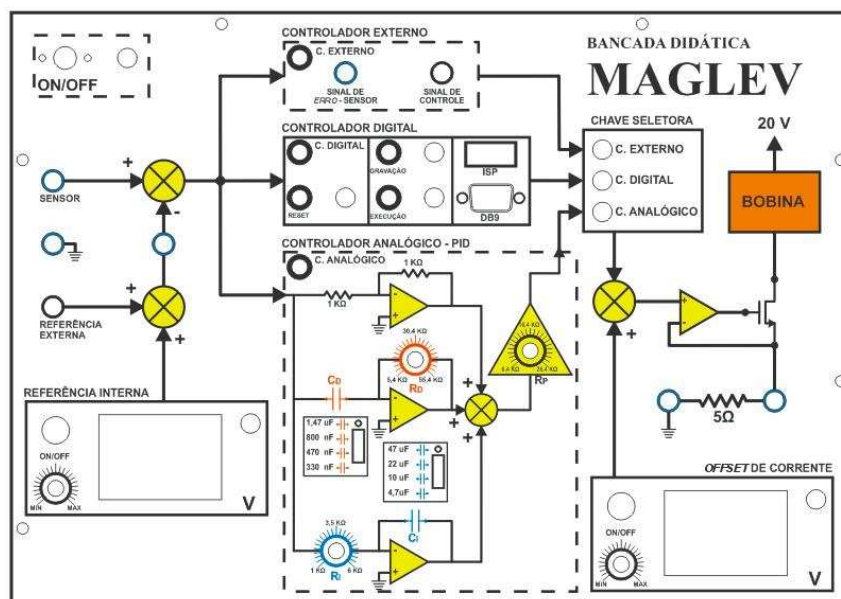 ON/OFF
CONTROLADOR EXTERNO
C. EXTERNO
SINAL DE
ERRO - SENSOR
SINAL DE
CONTROLE
BANCADA DIDÁTICA
MAGLEV
CHAVE SELETORA
C. EXTERNO
C. DIGITAL
C. ANALÓGICO
20 V
BOBINA
CONTROLADOR DIGITAL
C. DIGITAL
GRAVAÇÃO
RESET
EXECUÇÃO
ISP
DB9
+
-
SENSOR
+
+
REFERÊNCIA
EXTERNA
CONTROLADOR ANALÓGICO - PID
C. ANALÓGICO
1 KΩ
1 KΩ
-
+
30,4 KΩ
5,4 KΩ
55,4 KΩ
RD
CD
-
+
1,47 uF
800 nF
470 nF
330 nF
47 uF
22 uF
10 uF
4,7uF
+
+
+
RP
3,5 KΩ
1 KΩ
6 KΩ
RI
CI
-
+
+
+
+
-
5Ω
REFERÊNCIA INTERNA
ON/OFF
MIN
MAX
V
OFFSET DE CORRENTE
ON/OFF
MIN
MAX
V